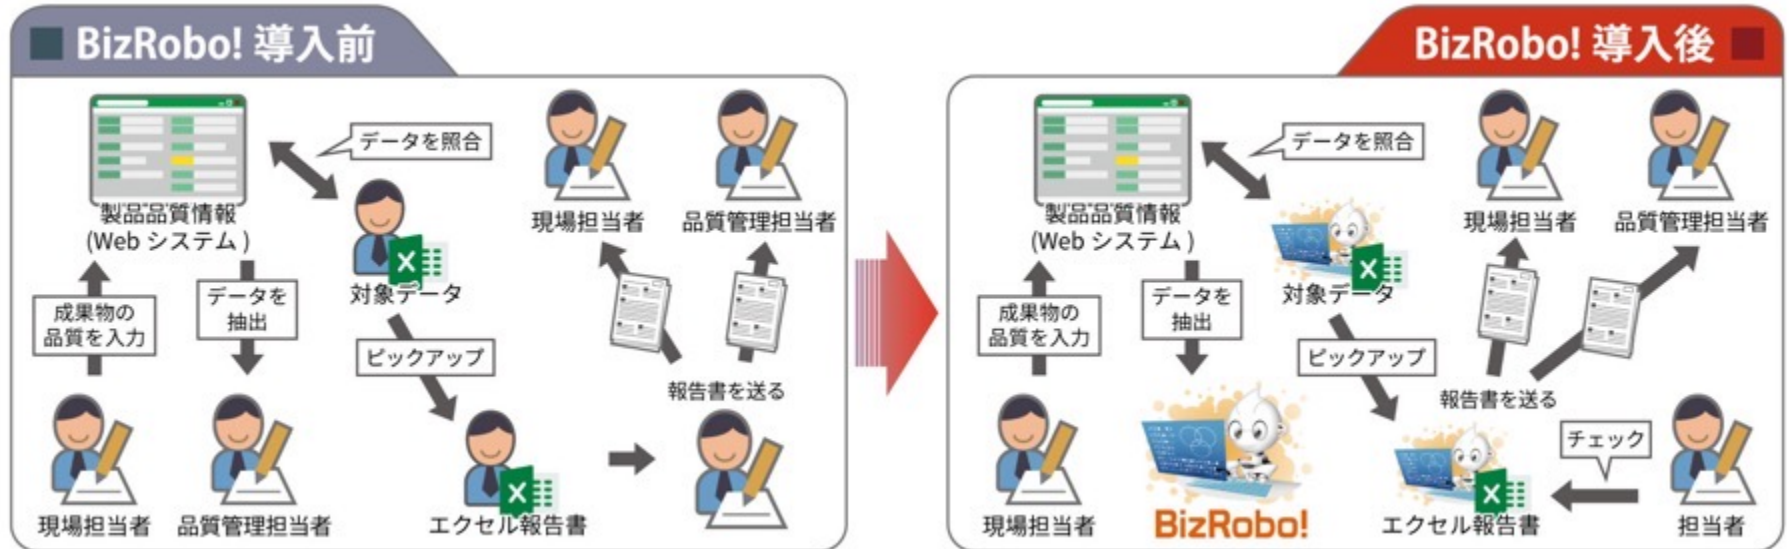 BizRobo! 導入前
データを照合
製品品質情報
(Web システム)
現場担当者
品質管理担当者
対象データ
成果物の
品質を入力
データを
抽出
ピックアップ
報告書を送る
現場担当者
品質管理担当者
エクセル報告書
BizRobo! 導入後
データを照合
製品品質情報
(Web システム)
現場担当者
品質管理担当者
対象データ
成果物の
品質を入力
データを
抽出
ピックアップ
報告書を送る
チェック
現場担当者
BizRobo!
エクセル報告書
担当者